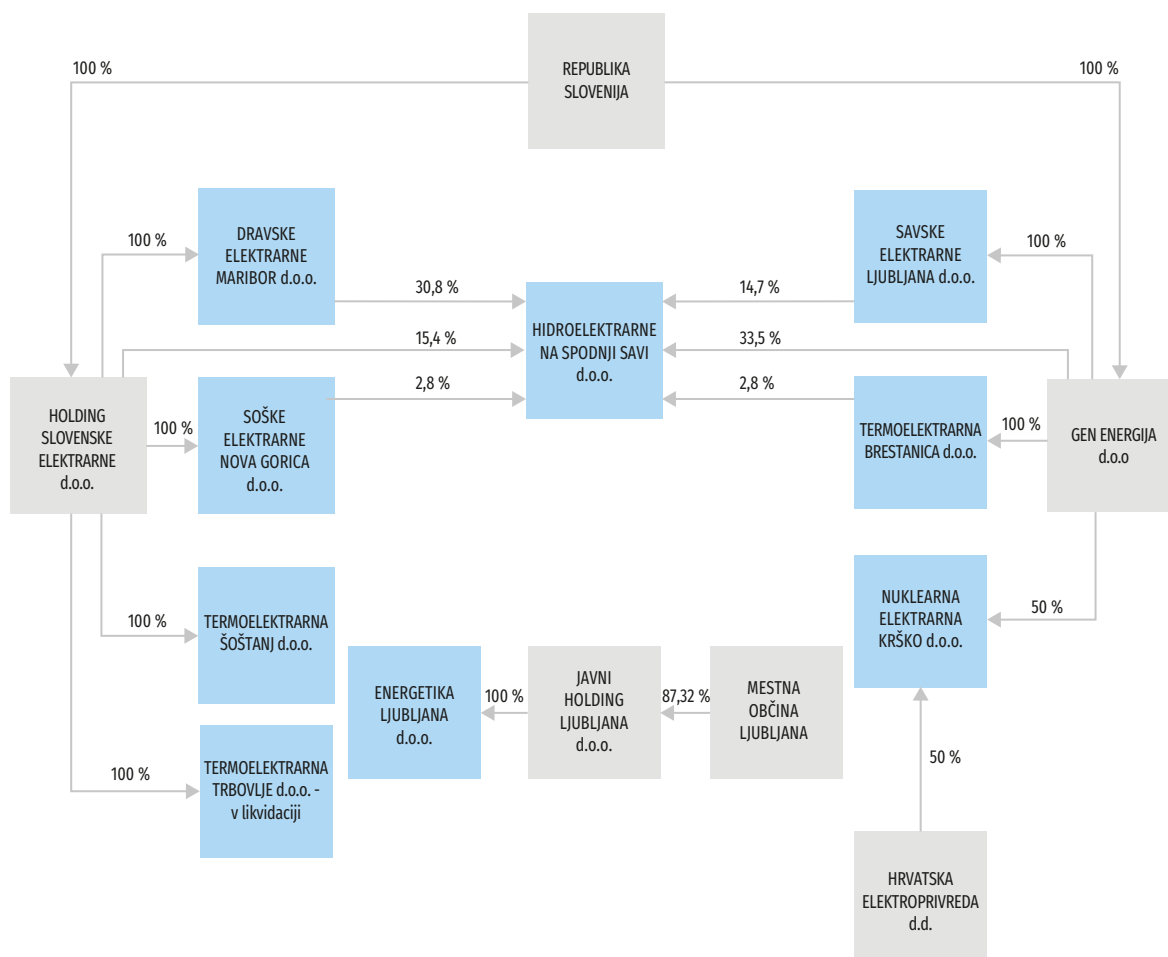 REPUBLIKA
SLOVENIJA
100 %
100 %
DRAVSKE
ELEKTRARNE
MARIBOR d.o.o.
SAVSKE
ELEKTRARNE
LJUBLJANA d.o.o.
100 %
100 %
30,8 %
14,7 %
HIDROELEKTRARNE
NA SPODNJI SAVI
d.o.o.
15,4 %
33,5 %
2,8 %
2,8 %
HOLDING
SLOVENSKE
ELEKTRARNE
d.o.o.
100 %
SOŠKE
ELEKTRARNE
NOVA GORICA
d.o.o.
TERMOELEKTRARNA
BRESTANICA d.o.o.
100 %
GEN ENERGIJA
d.o.o
100 %
TERMOELEKTRARNA
ŠOŠTANJ d.o.o.
NUKLEARNA
ELEKTRARNA
KRŠKO d.o.o.
50 %
ENERGETIKA
LJUBLJANA
d.o.o.
100 %
JAVNI
HOLDING
LJUBLJANA
d.o.o.
87,32 %
MESTNA
OBČINA
LJUBLJANA
100 %
TERMOELEKTRARNA
TRBOVLJE d.o.o. -
v likvidaciji
50 %
HRVATSKA
ELEKTROPRIVREDA
d.d.